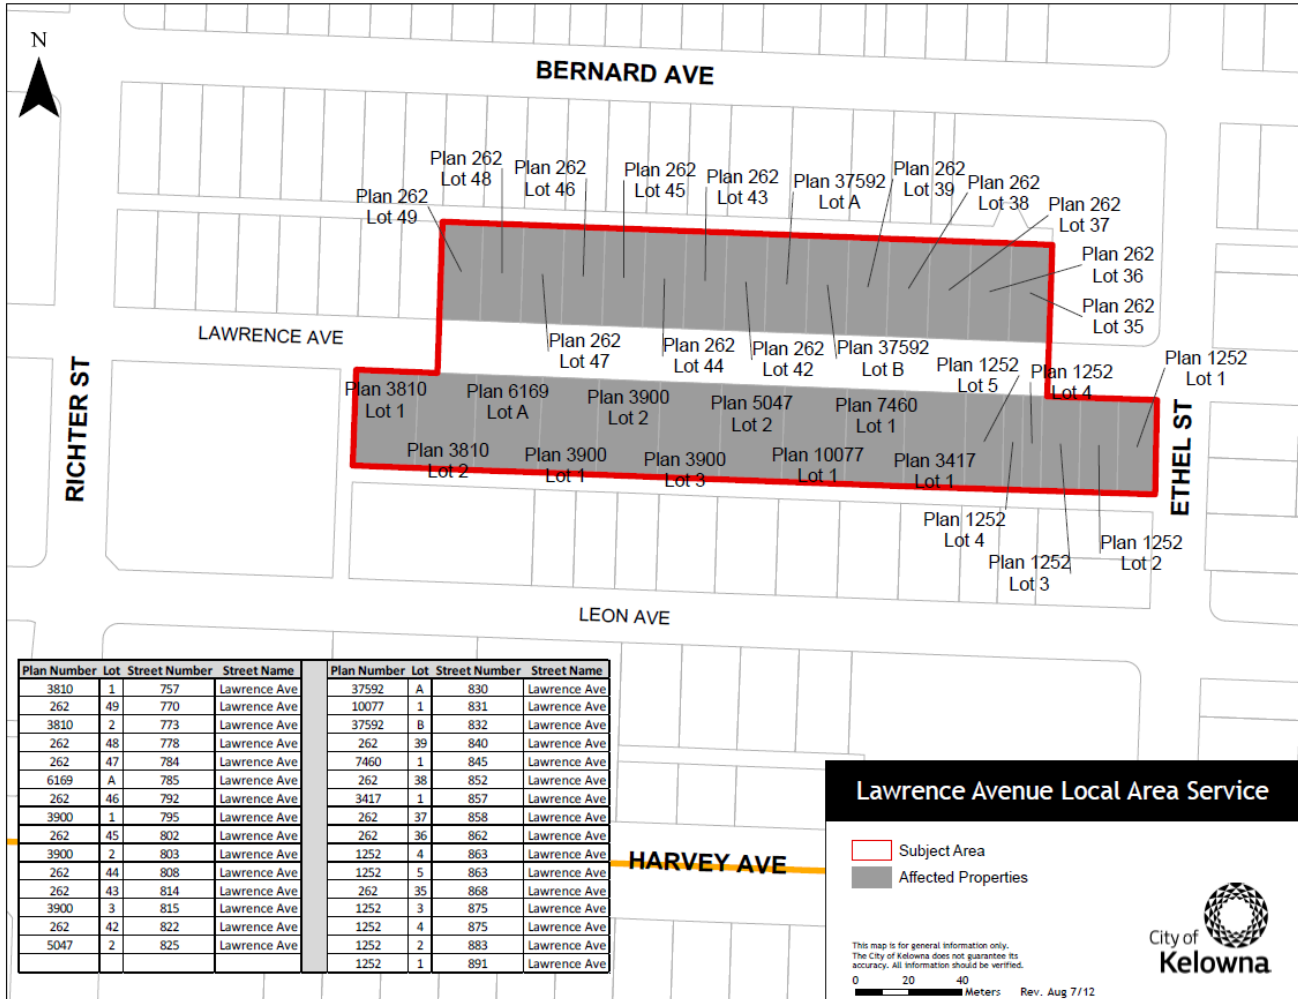 N
BERNARD AVE
Plan 262
Lot 49
Plan 262
Lot 48
Plan 262
Lot 46
Plan 262
Lot 45
Plan 262
Lot 43
Plan 37592
Lot A
Plan 262
Lot 39
Plan 262
Lot 38
Plan 262
Lot 37
Plan 262
Lot 36
Plan 262
Lot 35
LAWRENCE AVE
Plan 262
Lot 47
Plan 262
Lot 44
Plan 262
Lot 42
Plan 37592
Lot B
Plan 1252
Lot 5
Plan 1252
Lot 4
Plan 1252
Lot 1
RICHTER ST
Plan 3810
Lot 1
Plan 6169
Lot A
Plan 3900
Lot 2
Plan 5047
Lot 2
Plan 7460
Lot 1
ETHEL ST
Plan 3810
Lot 2
Plan 3900
Lot 1
Plan 3900
Lot 3
Plan 10077
Lot 1
Plan 3417
Lot 1
Plan 1252
Lot 4
Plan 1252
Lot 3
Plan 1252
Lot 2
LEON AVE
Plan Number Lot Street Number Street Name
3810 1 757 Lawrence Ave
262 49 770 Lawrence Ave
3810 2 773 Lawrence Ave
262 48 778 Lawrence Ave
262 47 784 Lawrence Ave
6169 A 785 Lawrence Ave
262 46 792 Lawrence Ave
3900 1 795 Lawrence Ave
262 45 802 Lawrence Ave
3900 2 803 Lawrence Ave
262 44 808 Lawrence Ave
262 43 814 Lawrence Ave
3900 3 815 Lawrence Ave
262 42 822 Lawrence Ave
5047 2 825 Lawrence Ave
Plan Number Lot Street Number Street Name
37592 A 830 Lawrence Ave
10077 1 831 Lawrence Ave
37592 B 832 Lawrence Ave
262 39 840 Lawrence Ave
7460 1 845 Lawrence Ave
262 38 852 Lawrence Ave
3417 1 857 Lawrence Ave
262 37 858 Lawrence Ave
262 36 862 Lawrence Ave
1252 4 863 Lawrence Ave
1252 5 863 Lawrence Ave
262 35 868 Lawrence Ave
1252 3 875 Lawrence Ave
1252 4 875 Lawrence Ave
1252 2 883 Lawrence Ave
1252 1 891 Lawrence Ave
HARVEY AVE
Lawrence Avenue Local Area Service
Subject Area
Affected Properties
This map is for general information only.
The City of Kelowna does not guarantee its
accuracy. All information should be verified.
0 20 40
Meters Rev. Aug 7/12
City of
Kelowna